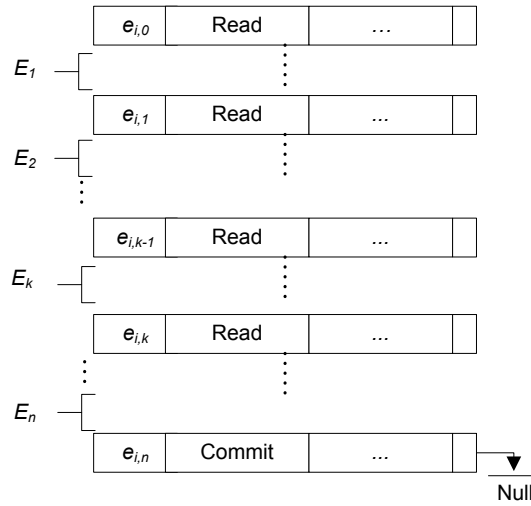 e_{i,0} Read ...
E_1
e_{i,1} Read ...
E_2
e_{i,k-1} Read ...
E_k
e_{i,k} Read ...
E_n
e_{i,n} Commit ...
Null